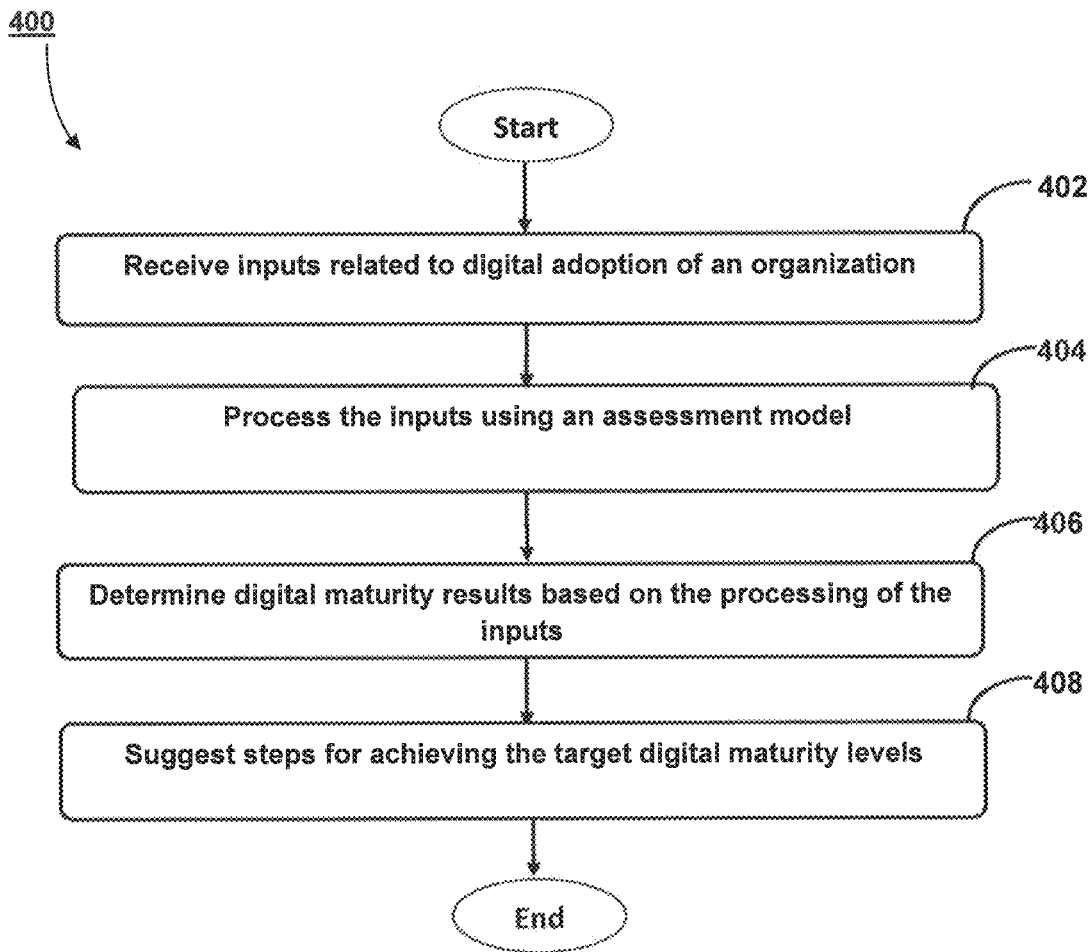 400
Start
402
Receive inputs related to digital adoption of an organization
404
Process the inputs using an assessment model
406
Determine digital maturity results based on the processing of the
inputs
408
Suggest steps for achieving the target digital maturity levels
End